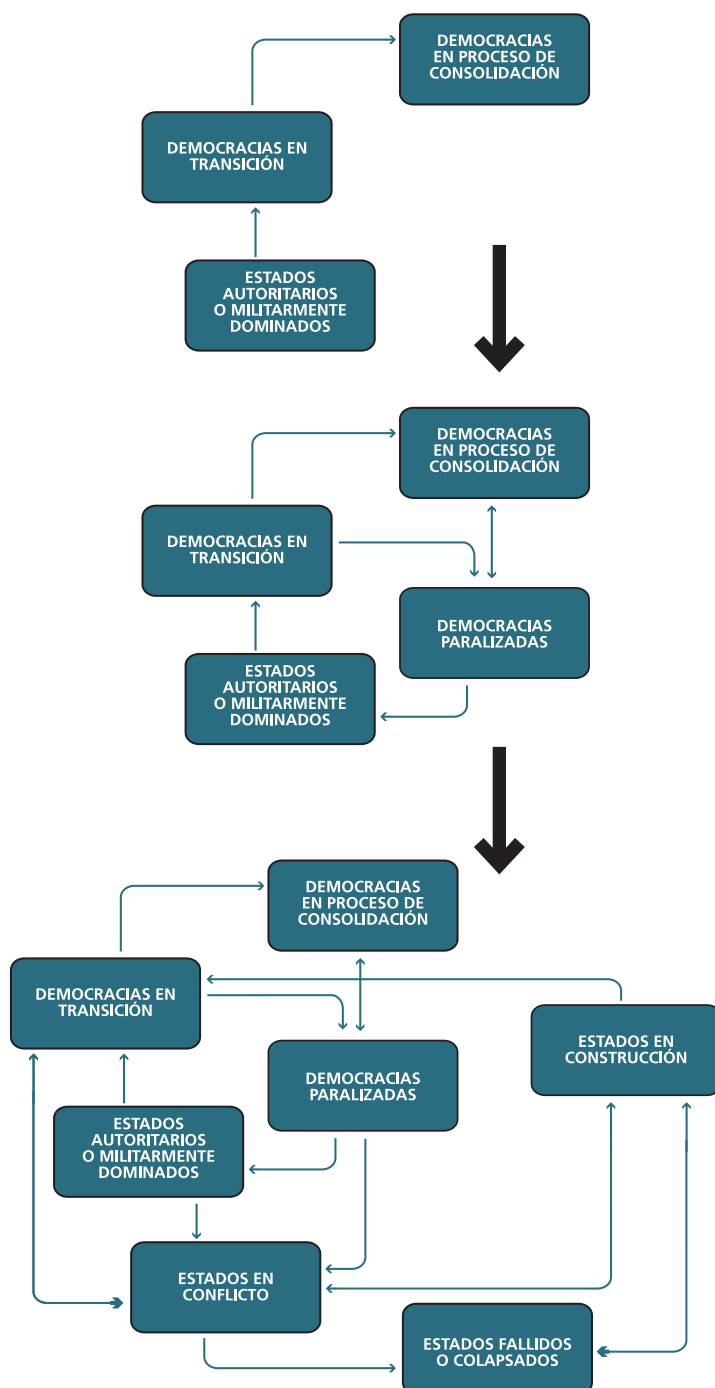 DEMOCRACIAS
EN PROCESO DE
CONSOLIDACIÓN
DEMOCRACIAS EN
TRANSICIÓN
ESTADOS
AUTORITARIOS
O MILITARMENTE
DOMINADOS
DEMOCRACIAS
EN PROCESO DE
CONSOLIDACIÓN
DEMOCRACIAS EN
TRANSICIÓN
DEMOCRACIAS
PARALIZADAS
ESTADOS
AUTORITARIOS
O MILITARMENTE
DOMINADOS
DEMOCRACIAS
EN PROCESO DE
CONSOLIDACIÓN
DEMOCRACIAS EN
TRANSICIÓN
ESTADOS EN
CONSTRUCCIÓN
DEMOCRACIAS
PARALIZADAS
ESTADOS
AUTORITARIOS
O MILITARMENTE
DOMINADOS
ESTADOS EN
CONFLICTO
ESTADOS FALLIDOS
O COLAPSADOS